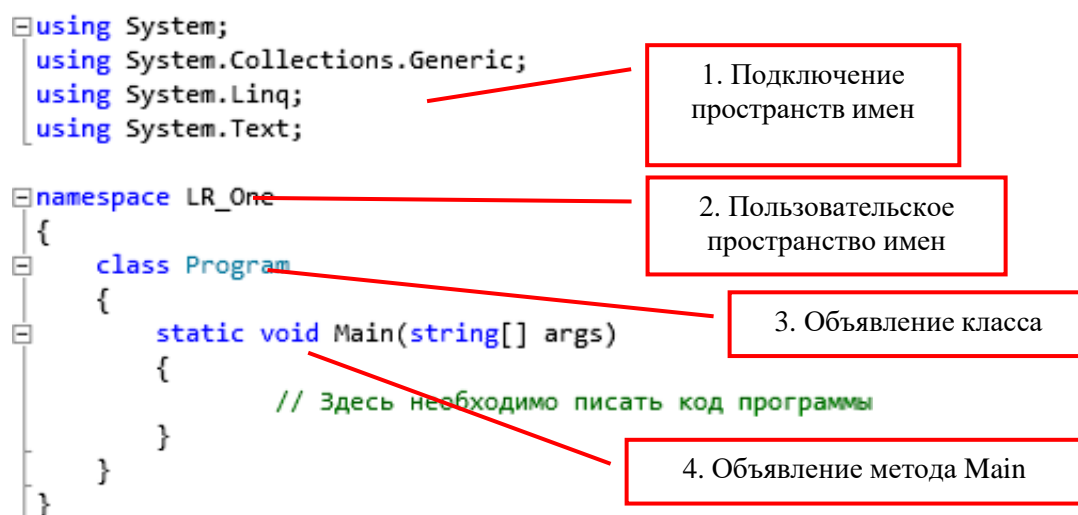 using System;
using System.Collections.Generic;
using System.Linq;
using System.Text;
1. Подключение
пространств имен
namespace LR_One
2. Пользовательское
пространство имен
{
class Program
{
3. Объявление класса
static void Main(string[] args)
{
// Здесь необходимо писать код программы
}
4. Объявление метода Main
}
}